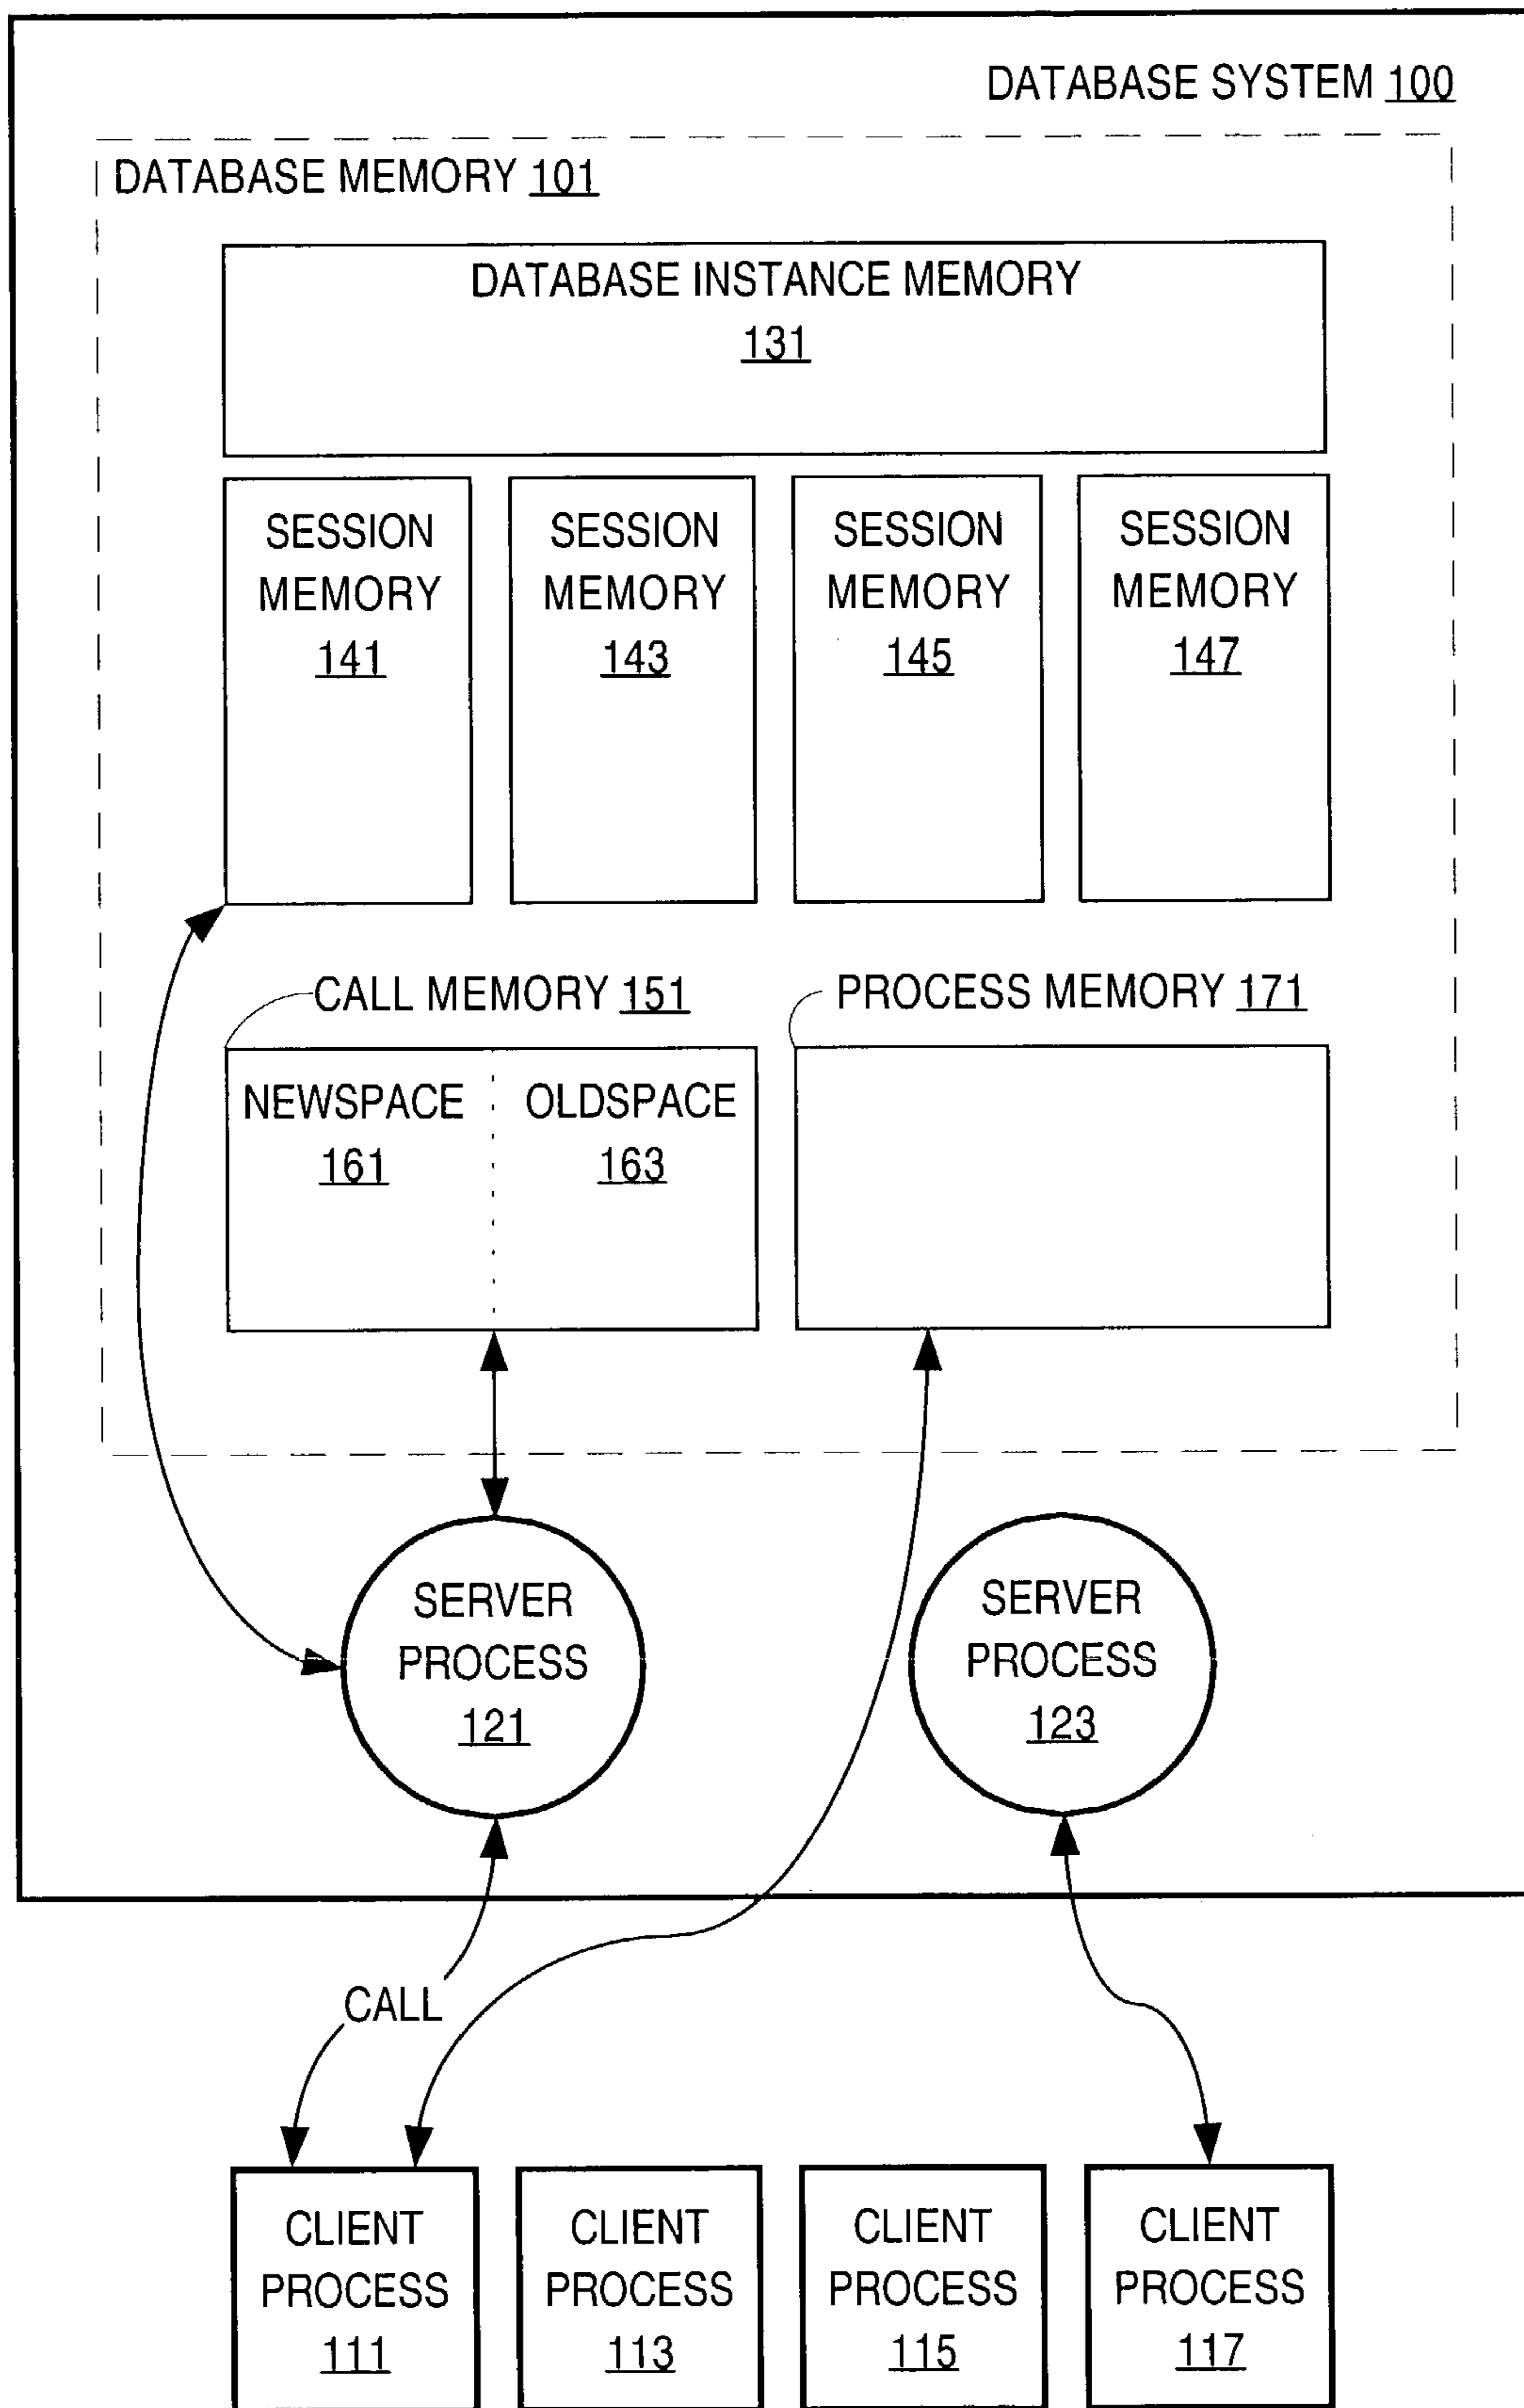 DATABASE SYSTEM 100
DATABASE MEMORY 101
DATABASE INSTANCE MEMORY
131
SESSION
MEMORY
141
SESSION
MEMORY
143
SESSION
MEMORY
145
SESSION
MEMORY
147
CALL MEMORY 151
PROCESS MEMORY 171
NEWSPACE
161
OLDSPACE
163
SERVER
PROCESS
121
SERVER
PROCESS
123
CALL
CLIENT
PROCESS
111
CLIENT
PROCESS
113
CLIENT
PROCESS
115
CLIENT
PROCESS
117